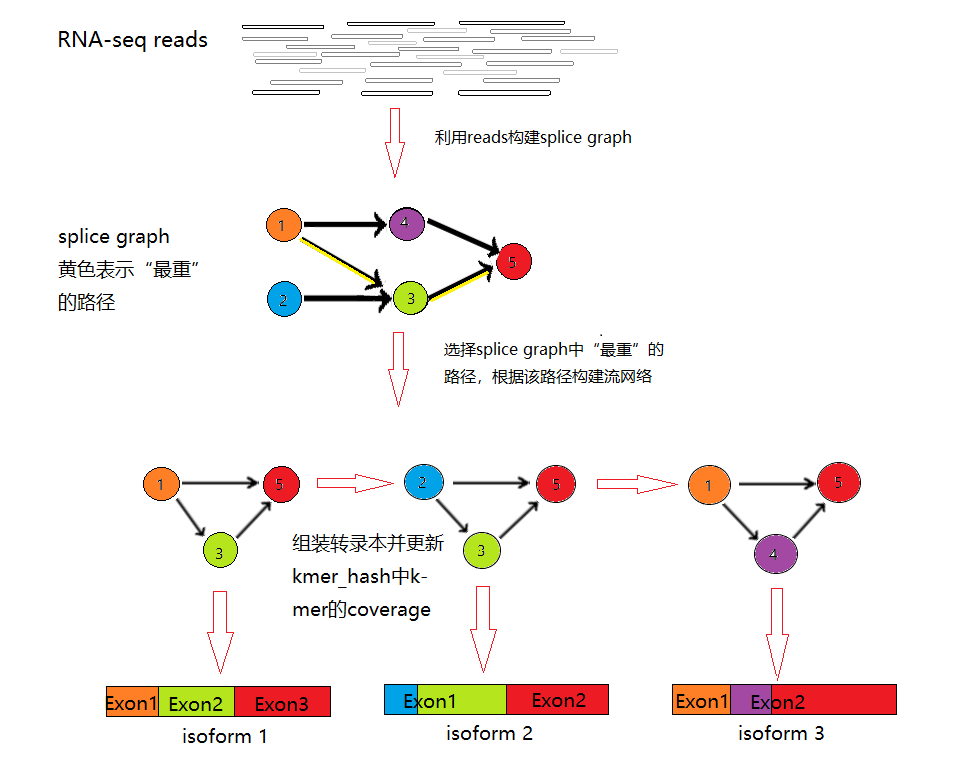 RNA-seq reads
利用reads构建splice graph
splice graph
黄色表示“最重”
的路径
1
4
5
2
3
选择splice graph中“最重”的
路径，根据该路径构建流网络
1
5
3
2
5
3
1
5
4
组装转录本并更新
kmer_hash中k-
mer的coverage
Exon1
Exon2
Exon3
isoform 1
Exon1
Exon2
isoform 2
Exon1
Exon2
isoform 3